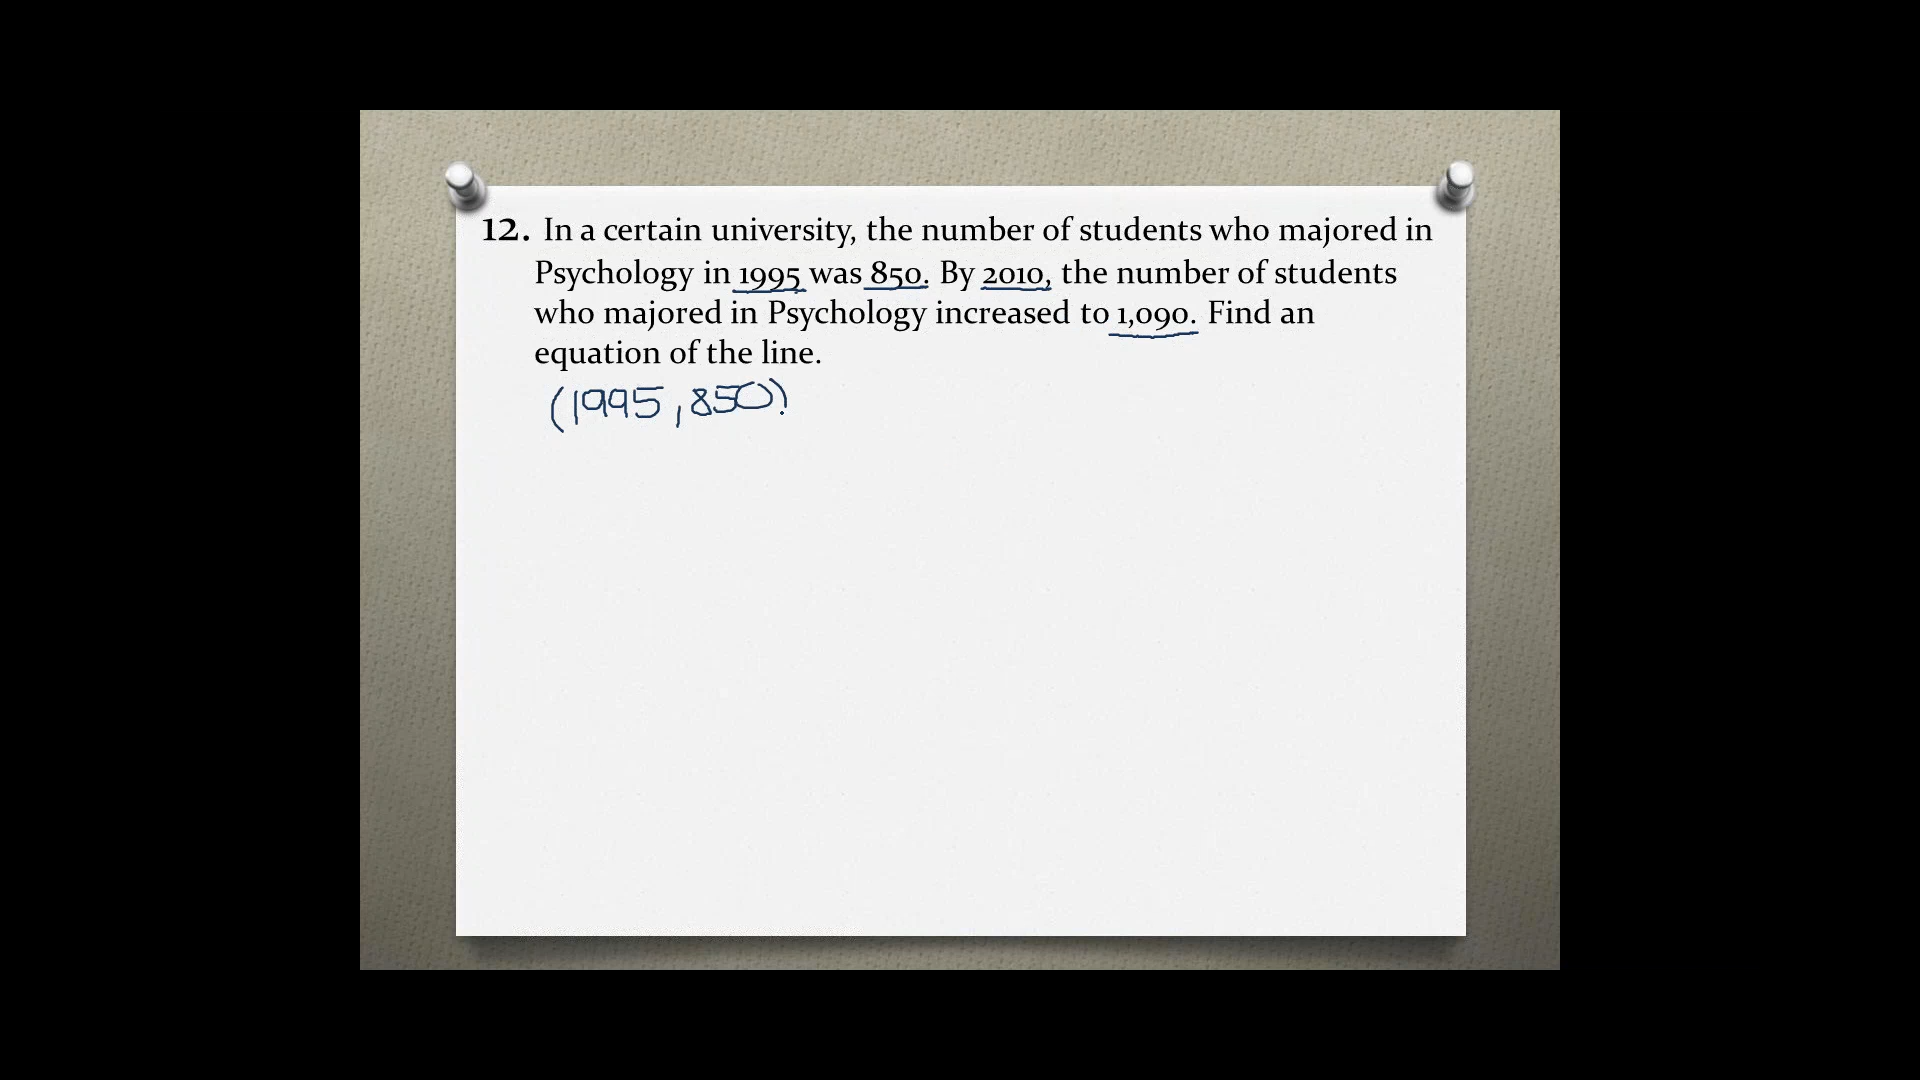 12. In a certain university, the number of students who majored in
Psychology in 1995 was 850. By 2010, the number of students
who majored in Psychology increased to 1,090. Find an
equation of the line.
(1995, 850)